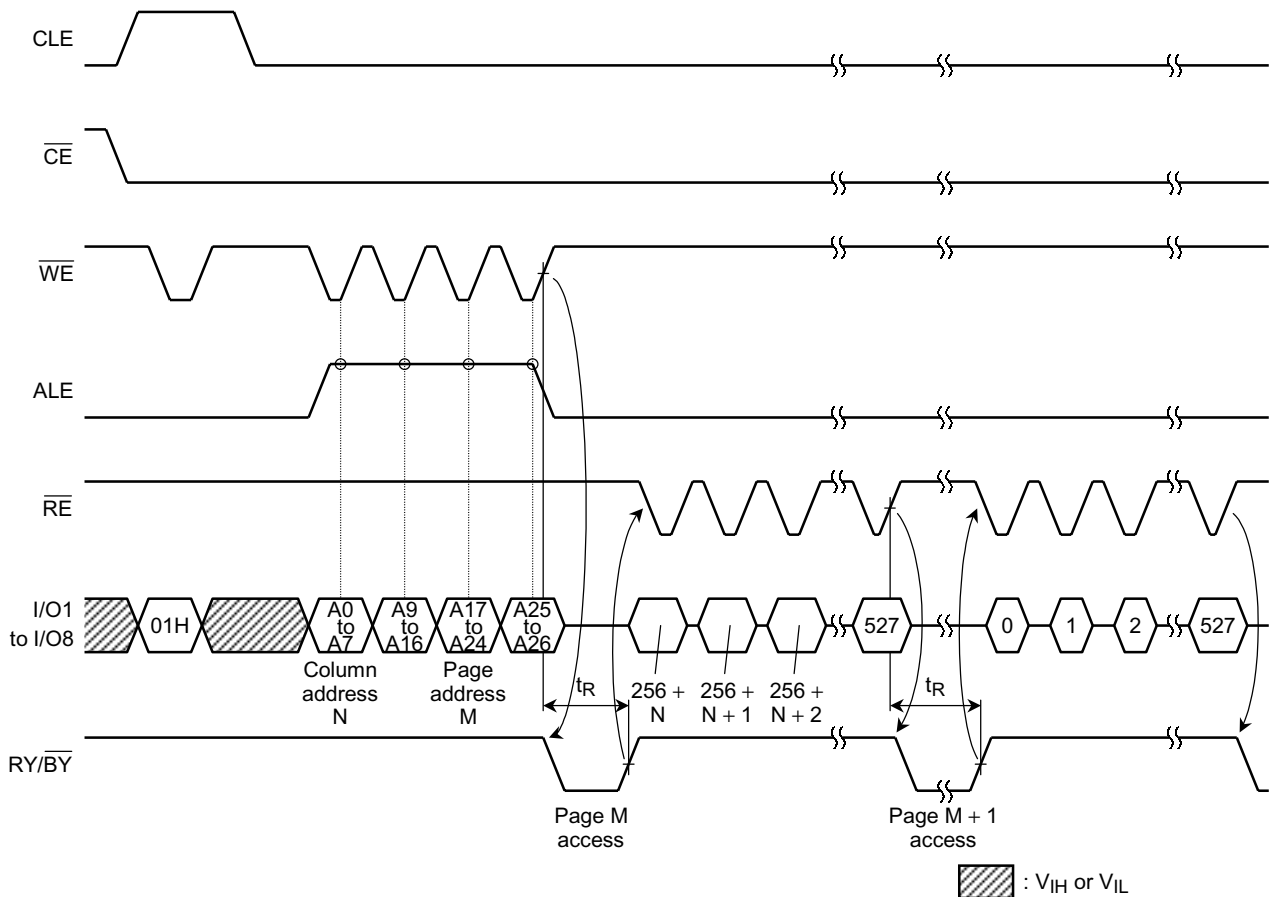 CLE
CE
WE
ALE
RE
I/O1
to I/O8
01H
A0
to
A7
A9
to
A16
A17
to
A24
A25
to
A26
527
0
1
2
527
Column
address
N
Page
address
M
tR
256 +
N
256 +
N + 1
256 +
N + 2
tR
RY/BY
Page M
access
Page M + 1
access
: VIH or VIL